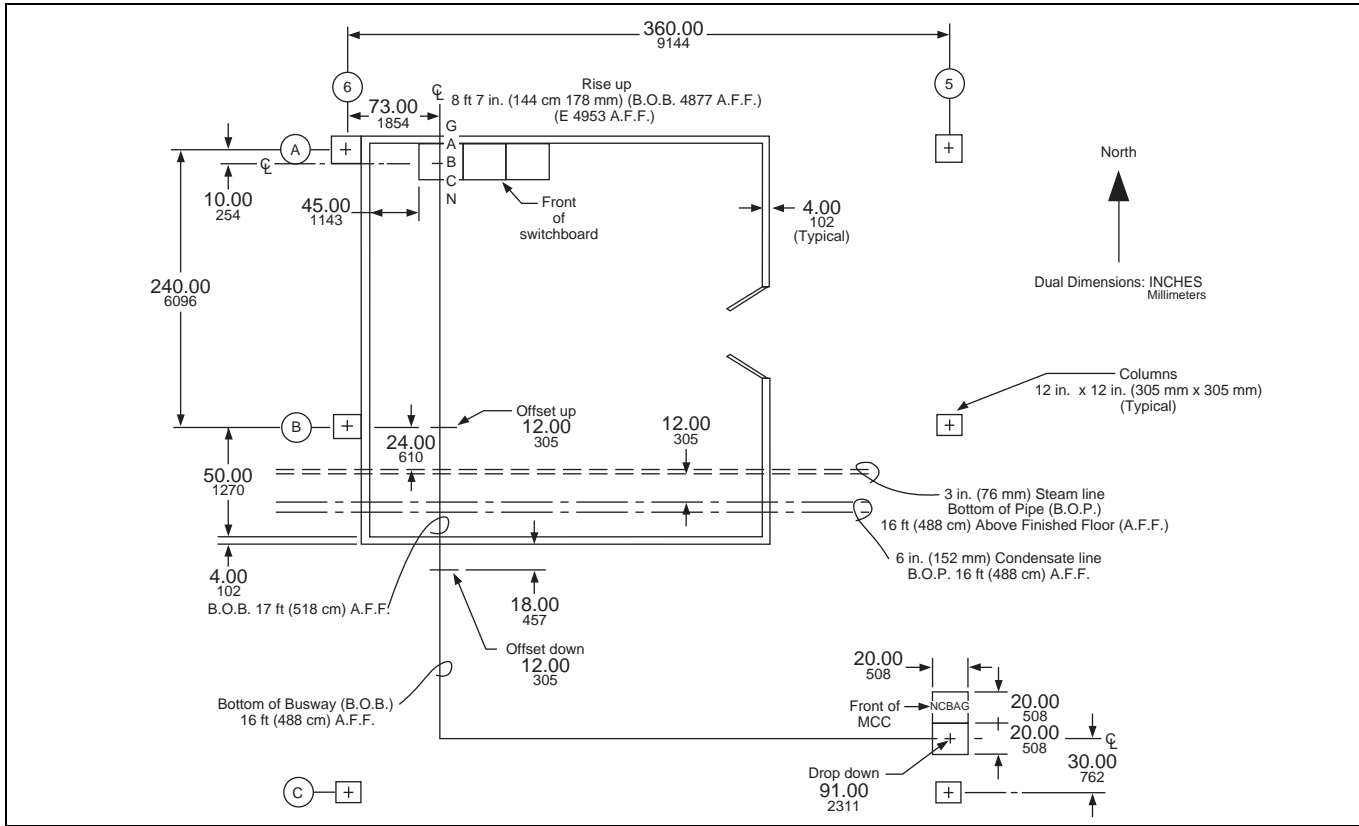 360.00
9144
6
5
℄
Rise up
8 ft 7 in. (144 cm 178 mm) (B.O.B. 4877 A.F.F.)
(E 4953 A.F.F.)
73.00
1854
G
A
B
C
N
A
℄
10.00
254
45.00
1143
Front
of
switchboard
4.00
102
(Typical)
North
Dual Dimensions: INCHES
Millimeters
240.00
6096
Columns
12 in. x 12 in. (305 mm x 305 mm)
(Typical)
B
Offset up
12.00
305
24.00
610
12.00
305
50.00
1270
3 in. (76 mm) Steam line
Bottom of Pipe (B.O.P.)
16 ft (488 cm) Above Finished Floor (A.F.F.)
6 in. (152 mm) Condensate line
B.O.P. 16 ft (488 cm) A.F.F.
4.00
102
B.O.B. 17 ft (518 cm) A.F.F.
18.00
457
Offset down
12.00
305
Bottom of Busway (B.O.B.)
16 ft (488 cm) A.F.F.
20.00
508
Front of
MCC
NCBAG
20.00
508
20.00
508
℄
30.00
762
Drop down
91.00
2311
C